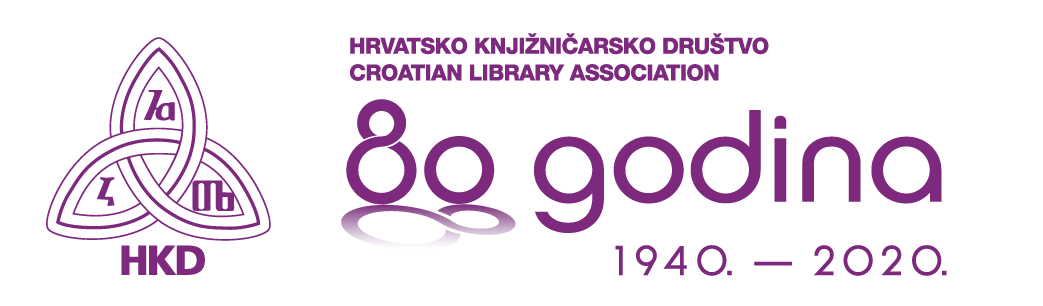 HRVATSKO KNJIŽNIČARSKO DRUŠTVO
CROATIAN LIBRARY ASSOCIATION
80 godina
1940. — 2020.
HKD